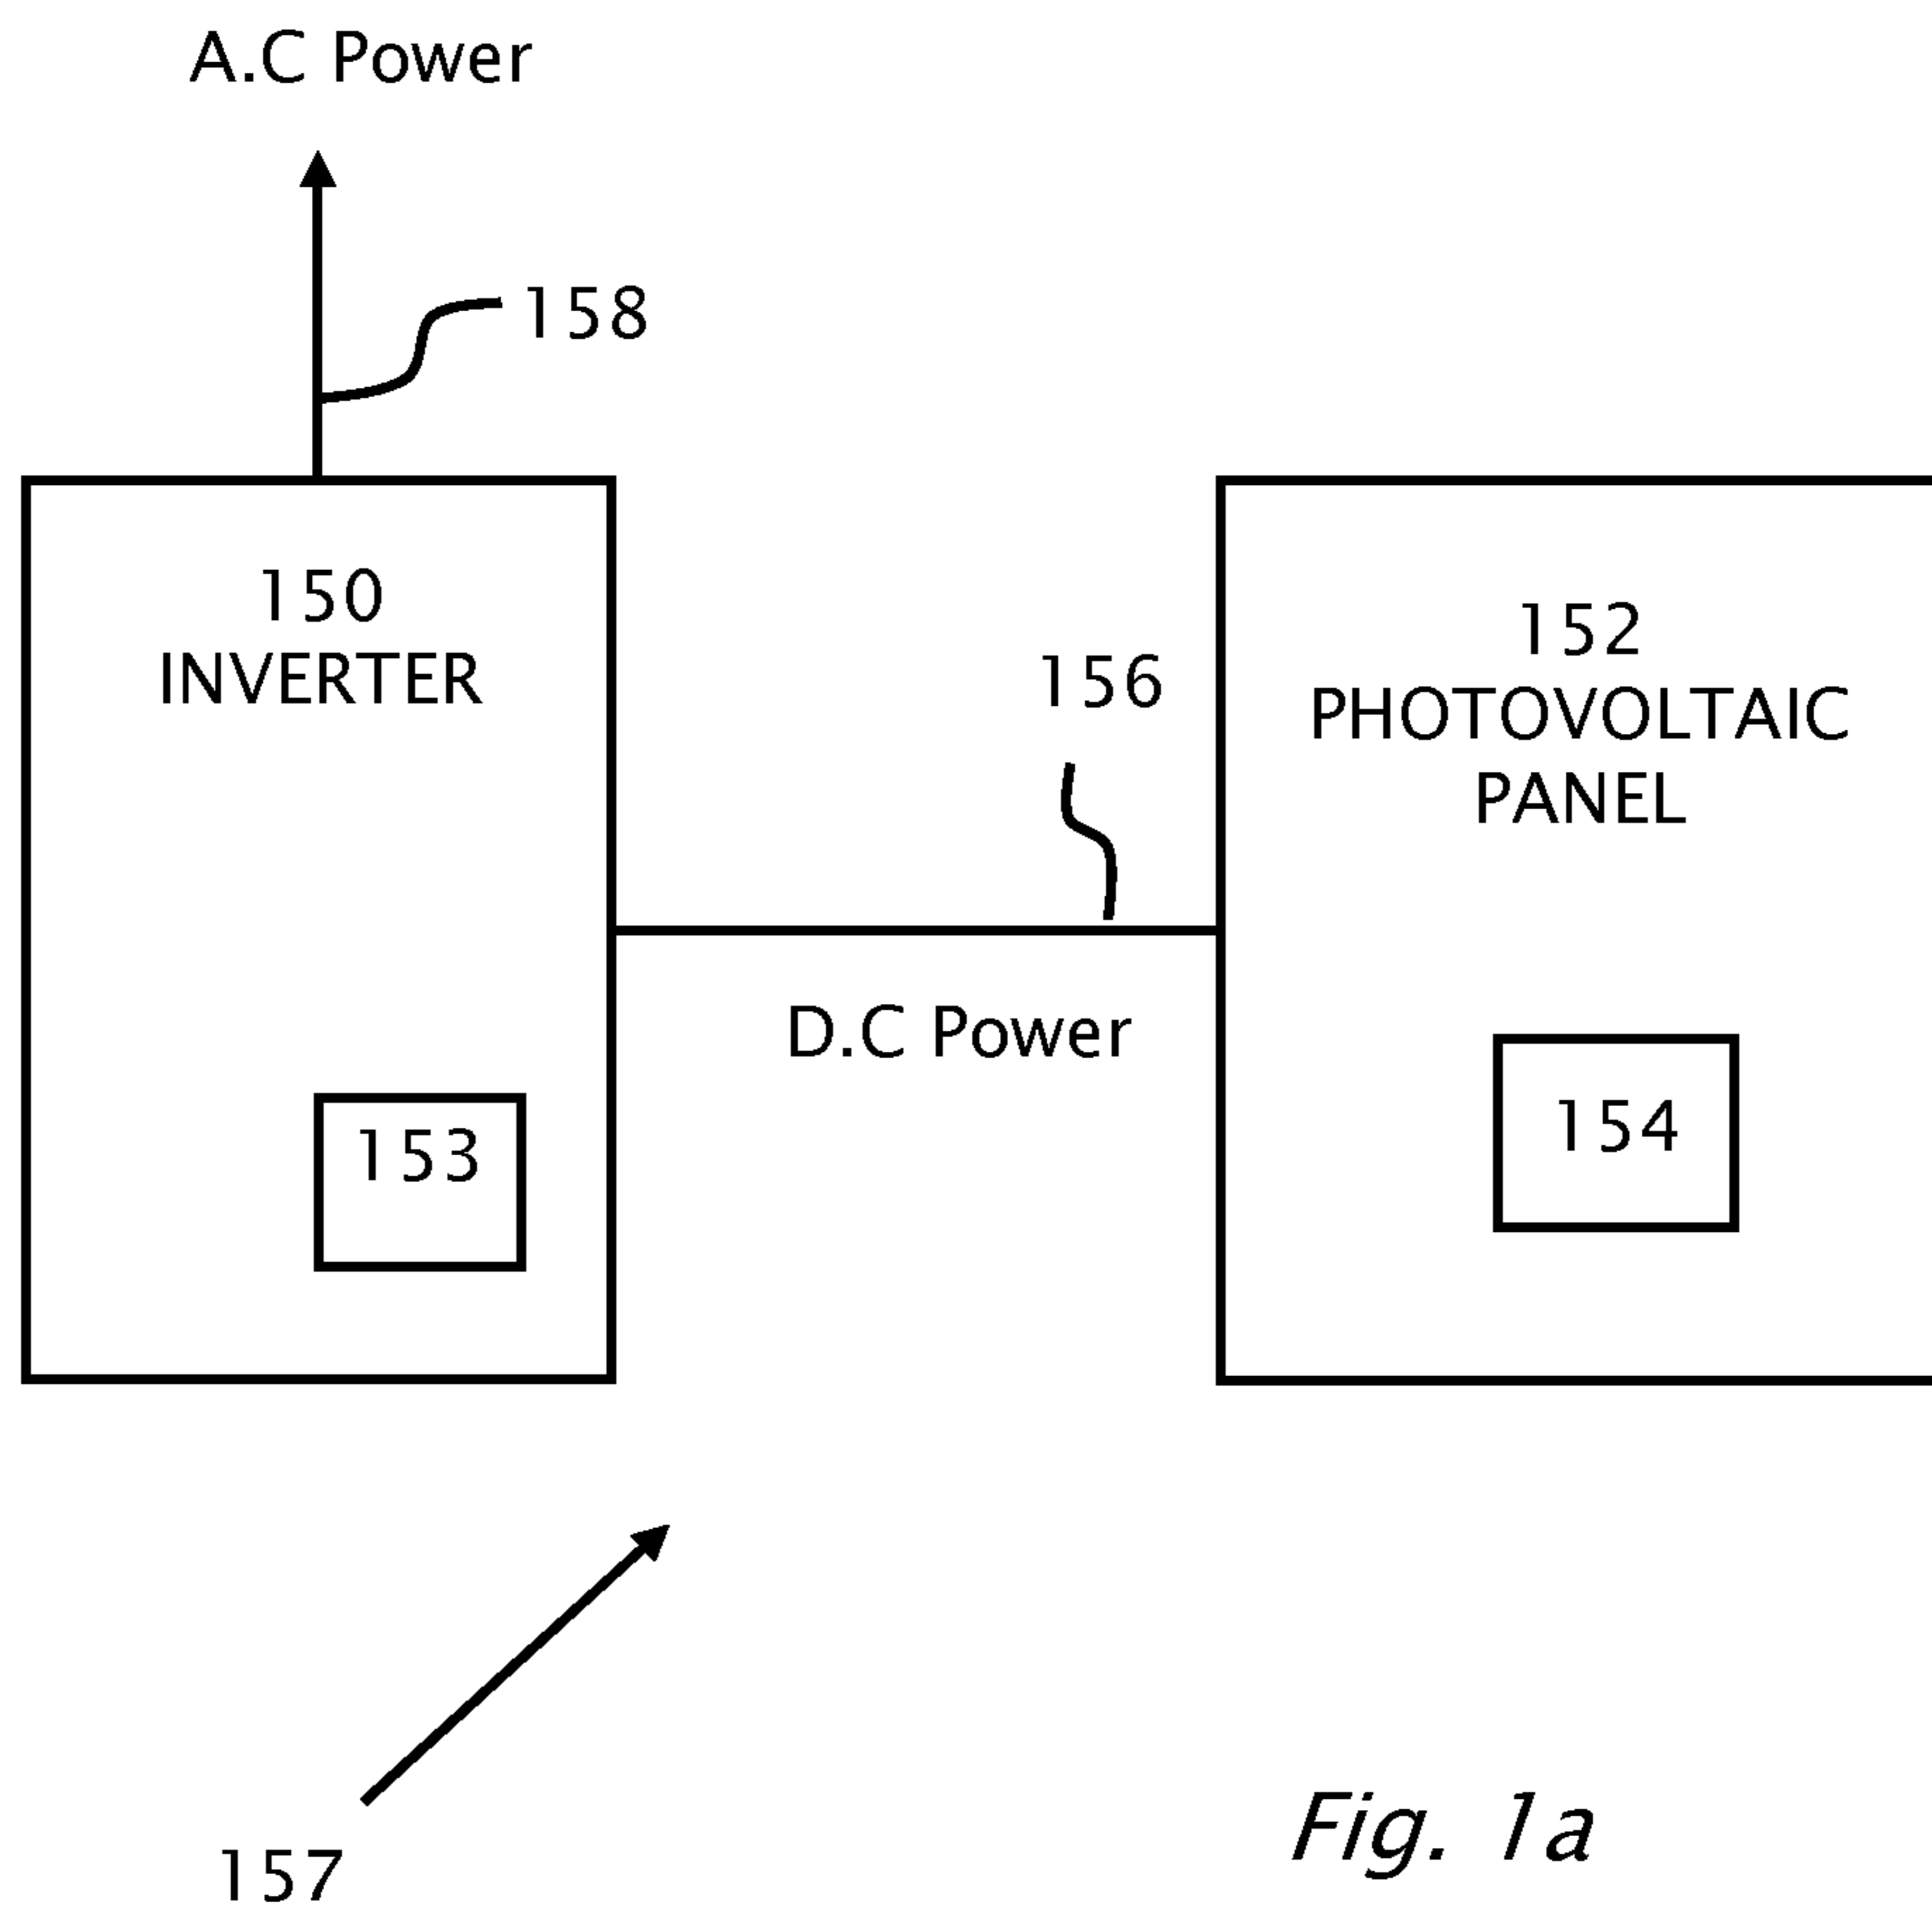 A.C Power
158
150
INVERTER
152
PHOTOVOLTAIC
PANEL
156
D.C Power
153
154
157
Fig. 1a